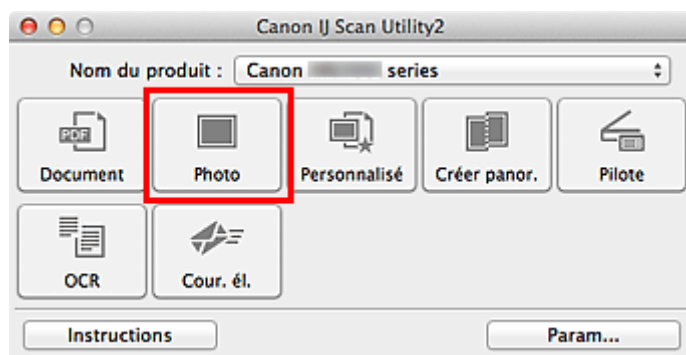 Canon IJ Scan Utility2
Nom du produit : Canon series
PDF
Document Photo Personnalisé Créer panor. Pilote
OCR Cour. él.
Instructions Param...